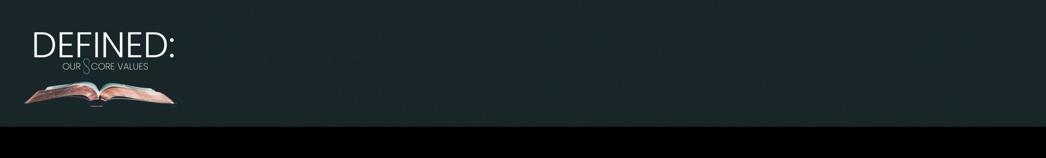 DEFINED:
OUR 8 CORE VALUES